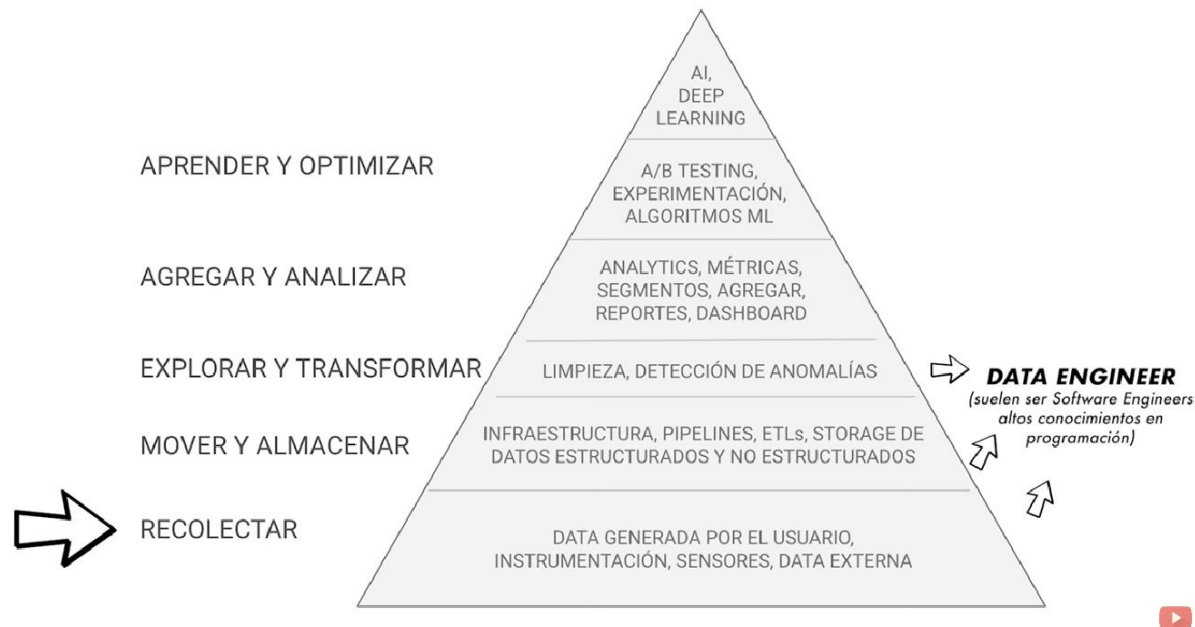 AI,
DEEP
LEARNING
APRENDER Y OPTIMIZAR
A/B TESTING,
EXPERIMENTACIÓN,
ALGORITMOS ML
AGREGAR Y ANALIZAR
ANALYTICS, MÉTRICAS,
SEGMENTOS, AGREGAR,
REPORTES, DASHBOARD
EXPLORAR Y TRANSFORMAR
LIMPIEZA, DETECCIÓN DE ANOMALÍAS
DATA ENGINEER
(suelen ser Software Engineers
altos conocimientos en
programación)
MOVER Y ALMACENAR
INFRAESTRUCTURA, PIPELINES, ETLs, STORAGE DE
DATOS ESTRUCTURADOS Y NO ESTRUCTURADOS
RECOLECTAR
DATA GENERADA POR EL USUARIO,
INSTRUMENTACIÓN, SENSORES, DATA EXTERNA